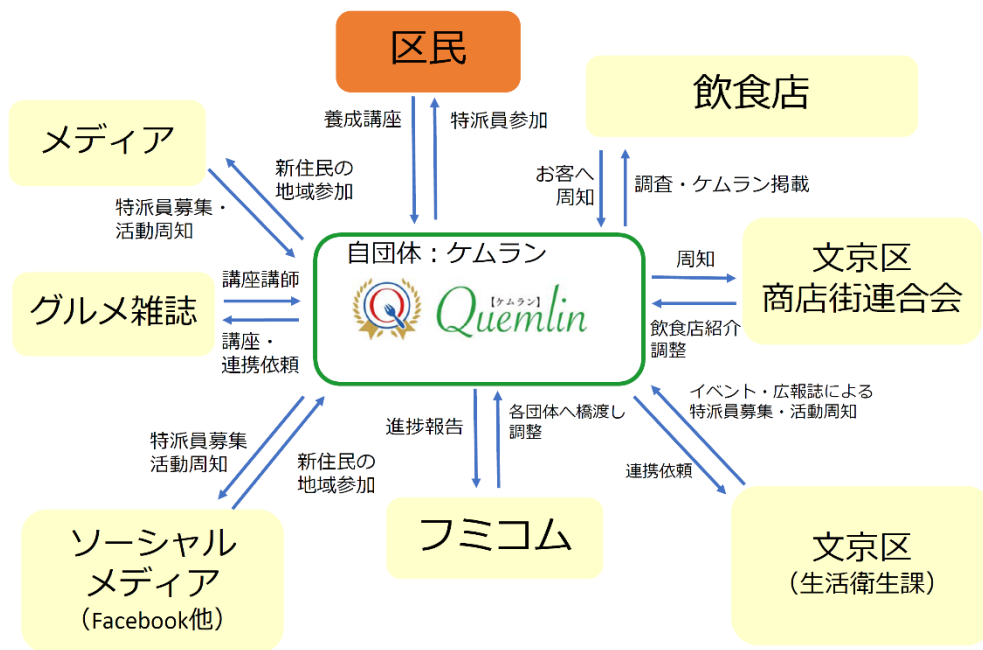 区民
飲食店
メディア
養成講座
特派員参加
新住民の
地域参加
お客へ
周知
調査・ケムラン掲載
特派員募集・
活動周知
自団体：ケムラン
【ケムラン】
Quemlin
周知
文京区
商店街連合会
講座講師
グルメ雑誌
講座・
連携依頼
飲食店紹介
調整
イベント・広報誌による
特派員募集・活動周知
進捗報告
各団体へ橋渡し
調整
特派員募集
活動周知
新住民の
地域参加
連携依頼
フミコム
ソーシャル
メディア
（Facebook他）
文京区
（生活衛生課）